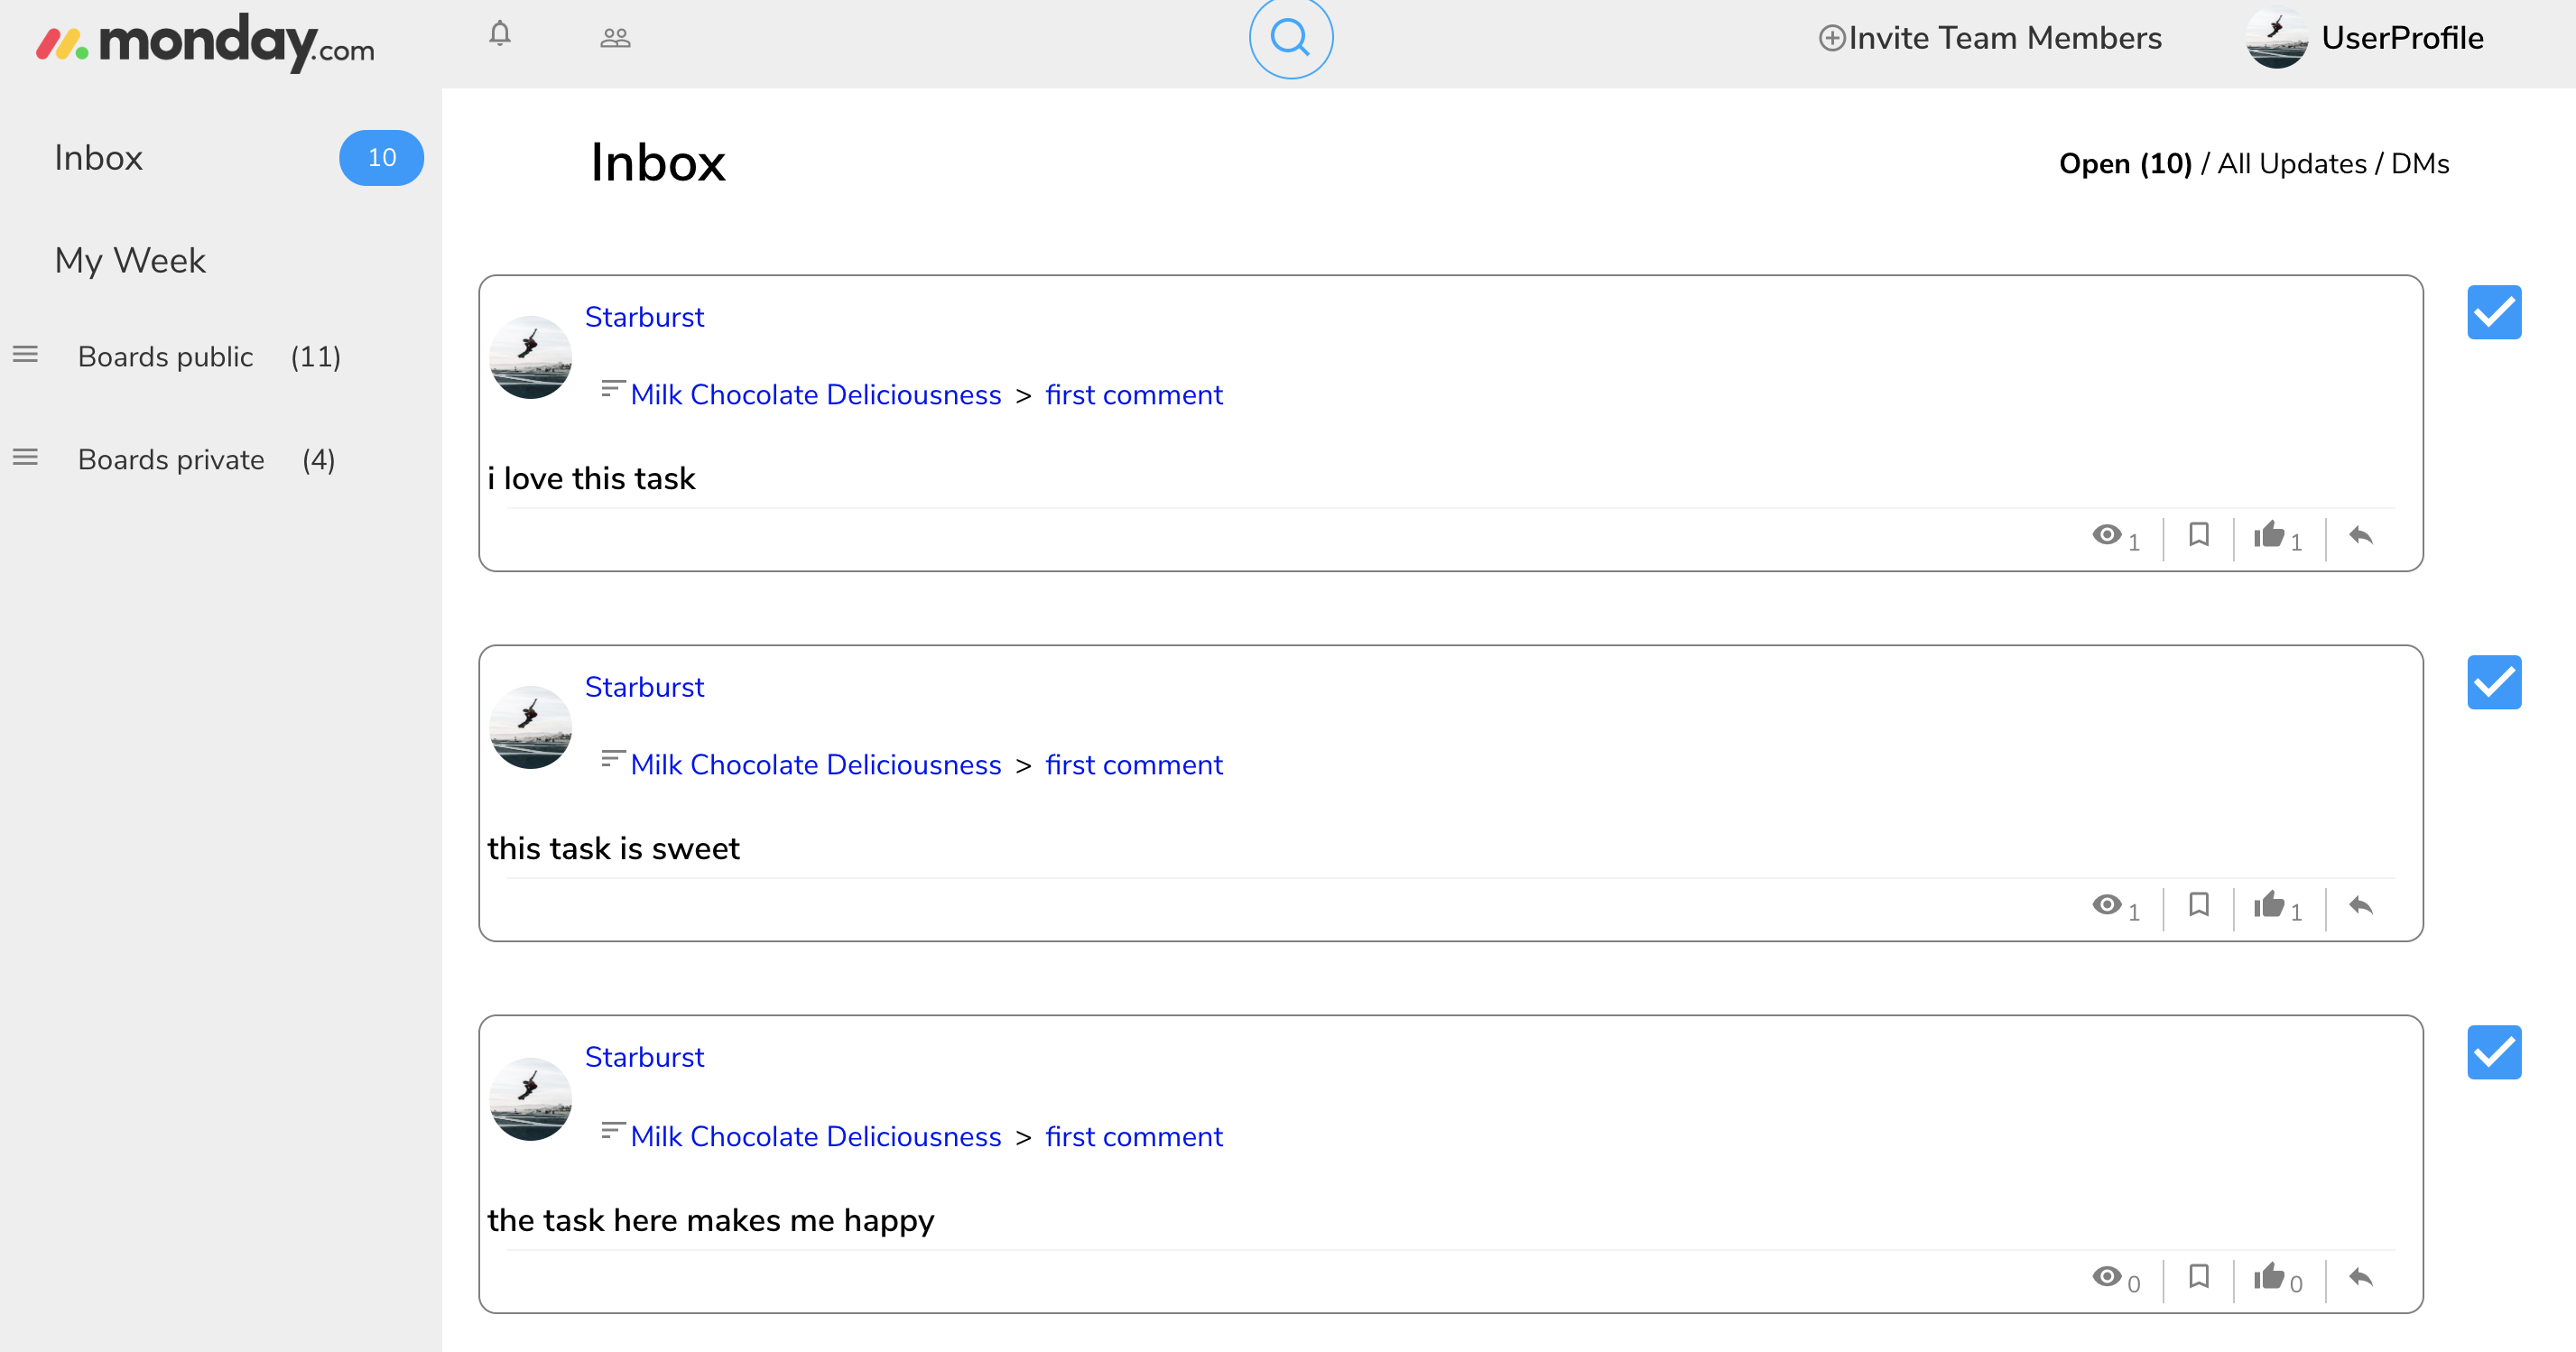 monday.com
Invite Team Members
UserProfile
Inbox 10
My Week
Boards public (11)
Boards private (4)
Inbox
Open (10) / All Updates / DMs
Starburst
Milk Chocolate Deliciousness > first comment
i love this task
1 1
Starburst
Milk Chocolate Deliciousness > first comment
this task is sweet
1 1
Starburst
Milk Chocolate Deliciousness > first comment
the task here makes me happy
0 0